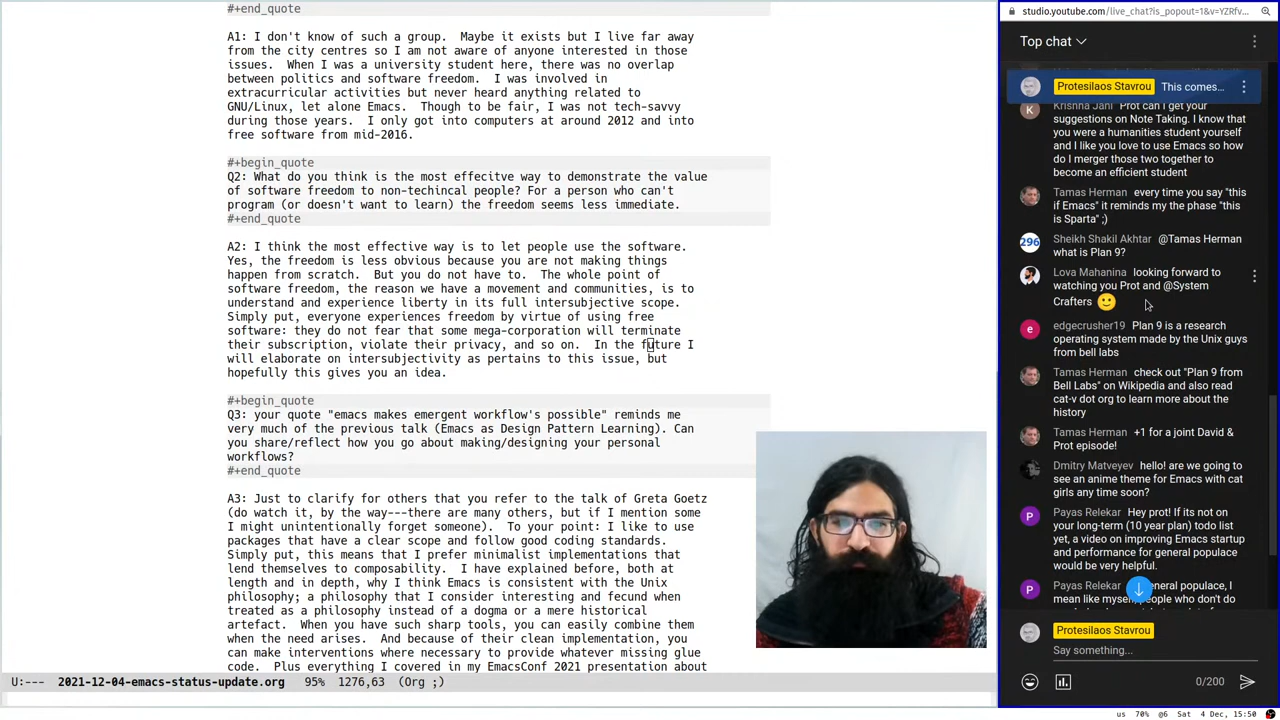 #+end_quote
A1: I don't know of such a group.  Maybe it exists but I live far away
from the city centres so I am not aware of anyone interested in those
issues.  When I was a university student here, there was no overlap
between politics and software freedom.  I was involved in
extracurricular activities but never heard anything related to
GNU/Linux, let alone Emacs.  Though to be fair, I was not tech-savvy
during those years.  I only got into computers at around 2012 and into
free software from mid-2016.
#+begin_quote
Q2: What do you think is the most effecitve way to demonstrate the value
of software freedom to non-techincal people? For a person who can't
program (or doesn't want to learn) the freedom seems less immediate.
#+end_quote
A2: I think the most effective way is to let people use the software.
Yes, the freedom is less obvious because you are not making things
happen from scratch.  But you do not have to.  The whole point of
software freedom, the reason we have a movement and communities, is to
understand and experience liberty in its full intersubjective scope.
Simply put, everyone experiences freedom by virtue of using free
software: they do not fear that some mega-corporation will terminate
their subscription, violate their privacy, and so on.  In the future I
will elaborate on intersubjectivity as pertains to this issue, but
hopefully this gives you an idea.
#+begin_quote
Q3: your quote "emacs makes emergent workflow's possible" reminds me
very much of the previous talk (Emacs as Design Pattern Learning). Can
you share/reflect how you go about making/designing your personal
workflows?
#+end_quote
A3: Just to clarify for others that you refer to the talk of Greta Goetz
(do watch it, by the way---there are many others, but if I mention some
I might unintentionally forget someone).  To your point: I like to use
packages that have a clear scope and follow good coding standards.
Simply put, this means that I prefer minimalist implementations that
lend themselves to composability.  I have explained before, both at
length and in depth, why I think Emacs is consistent with the Unix
philosophy; a philosophy that I consider interesting and fecund when
treated as a philosophy instead of a dogma or a mere historical
artefact.  When you have such sharp tools, you can easily combine them
when the need arises.  And because of their clean implementation, you
can make interventions where necessary to provide whatever missing glue
code.  Plus everything I covered in my EmacsConf 2021 presentation about
U:--- 2021-12-04-emacs-status-update.org 95% 1276,63 (Org ;)
studio.youtube.com/live_chat?is_popout=1&v=YZRfv...
Top chat
Protesilaos Stavrou This comes...
K
Krishna Jani Prot can I get your
suggestions on Note Taking. I know that
you were a humanities student yourself
and I like you love to use Emacs so how
do I merger those two together to
become an efficient student
Tamas Herman every time you say "this
if Emacs" it reminds my the phase "this
is Sparta" ;)
296
Sheikh Shakil Akhtar @Tamas Herman
what is Plan 9?
Lova Mahanina looking forward to
watching you Prot and @System
Crafters
e
edgecrusher19 Plan 9 is a research
operating system made by the Unix guys
from bell labs
Tamas Herman check out "Plan 9 from
Bell Labs" on Wikipedia and also read
cat-v dot org to learn more about the
history
Tamas Herman +1 for a joint David &
Prot episode!
Dmitry Matveyev hello! are we going to
see an anime theme for Emacs with cat
girls any time soon?
P
Payas Relekar Hey prot! If its not on
your long-term (10 year plan) todo list
yet, a video on improving Emacs startup
and performance for general populace
would be very helpful.
P
Payas Relekar general populace, I
mean like myself, people who don't do
Protesilaos Stavrou
Say something...
0/200
us 70% @6 Sat 4 Dec, 15:50